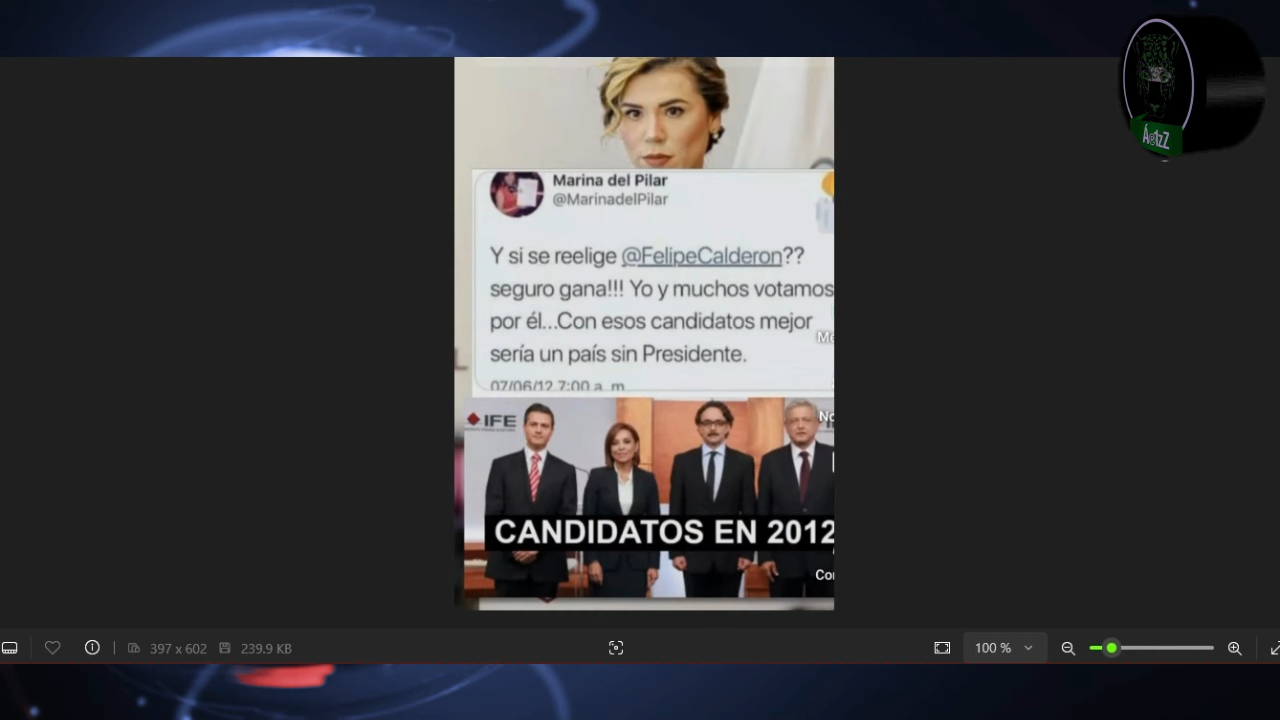 ÁgizZ
Marina del Pilar
@MarinadelPilar
Y si se reelige @FelipeCalderon??
seguro gana!!! Yo y muchos votamos
por él...Con esos candidatos mejor
sería un país sin Presidente.
07/06/12 7:00 a. m.
IFE
CANDIDATOS EN 2012
397 x 602
239.9 KB
100 %